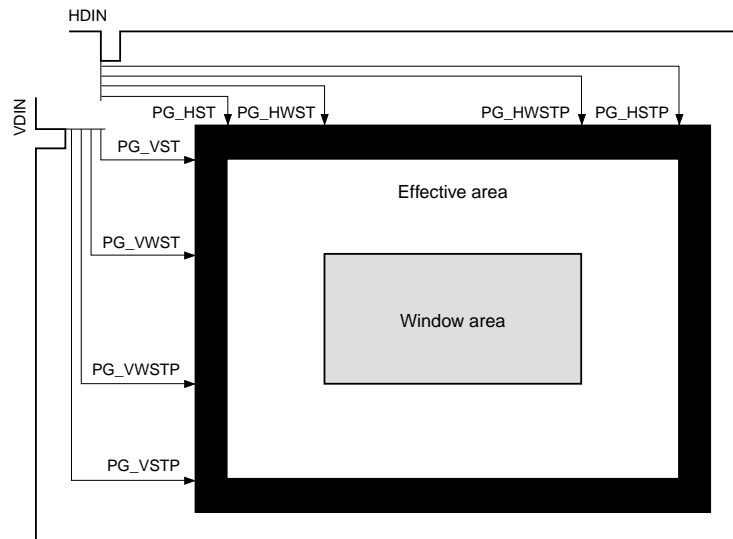 HDIN
VDIN
PG_HST
PG_HWST
PG_HWSTP
PG_HSTP
PG_VST
Effective area
PG_VWST
Window area
PG_VWSTP
PG_VSTP